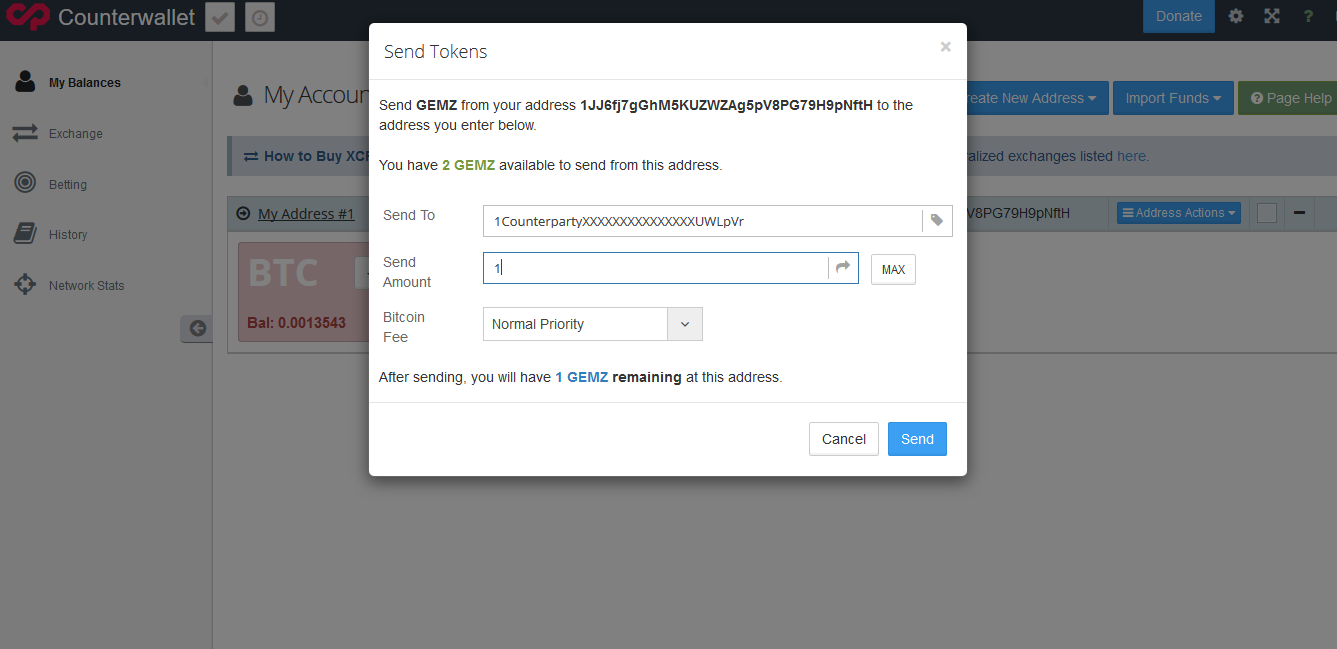 Counterwallet
Donate
?
My Balances
Exchange
Betting
History
Network Stats
My Accoun
reate New Address
Import Funds
? Page Help
How to Buy XC
alized exchanges listed here.
My Address #1
V8PG79H9pNftH
Address Actions
BTC
Bal: 0.0013543
Send Tokens
×
Send GEMZ from your address 1JJ6fj7gGhM5KUZWZAg5pV8PG79H9pNftH to the
address you enter below.
You have 2 GEMZ available to send from this address.
Send To
1CounterpartyXXXXXXXXXXXXXXXUWLpVr
Send
Amount
1
MAX
Bitcoin
Fee
Normal Priority
After sending, you will have 1 GEMZ remaining at this address.
Cancel
Send